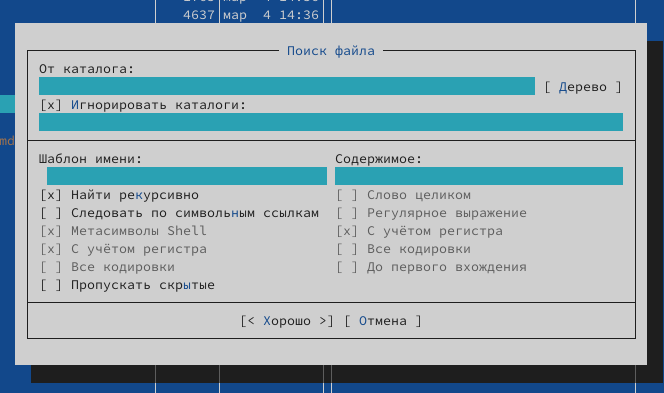 4637 мар 4 14:36
Поиск файла
От каталога:
[ Дерево ]
[x] Игнорировать каталоги:
Шаблон имени: Содержимое:
[x] Найти рекурсивно [ ] Слово целиком
[ ] Следовать по символьным ссылкам [ ] Регулярное выражение
[x] Метасимволы Shell [x] С учётом регистра
[x] С учётом регистра [ ] Все кодировки
[ ] Все кодировки [ ] До первого вхождения
[ ] Пропускать скрытые
[< Хорошо >] [ Отмена ]
md